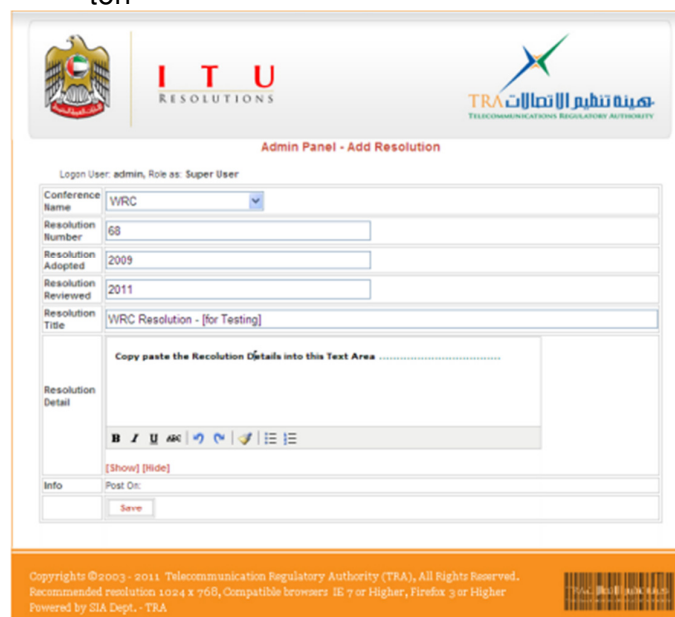 ton
I T U
RESOLUTIONS
هيئة تنظيم الاتصالات TRA
TELECOMMUNICATIONS REGULATORY AUTHORITY
Admin Panel - Add Resolution
Logon User: admin, Role as: Super User
Conference Name WRC
Resolution Number 68
Resolution Adopted 2009
Resolution Reviewed 2011
Resolution Title WRC Resolution - [for Testing]
Copy paste the Recolution Details into this Text Area ..................................
Resolution Detail
B I U ABC
[Show] [Hide]
Info Post On:
Save
Copyrights ©2003 - 2011 Telecommunication Regulatory Authority (TRA), All Rights Reserved.
Recommended resolution 1024 x 768, Compatible browsers IE 7 or Higher, Firefox 3 or Higher
Powered by SIA Dept. - TRA